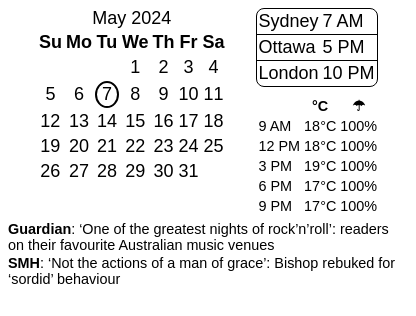 May 2024
Su Mo Tu We Th Fr Sa
1 2 3 4
5 6 7 8 9 10 11
12 13 14 15 16 17 18
19 20 21 22 23 24 25
26 27 28 29 30 31
Sydney 7 AM
Ottawa 5 PM
London 10 PM
°C ☂
9 AM 18°C 100%
12 PM 18°C 100%
3 PM 19°C 100%
6 PM 17°C 100%
9 PM 17°C 100%
Guardian: ‘One of the greatest nights of rock’n’roll’: readers
on their favourite Australian music venues
SMH: ‘Not the actions of a man of grace’: Bishop rebuked for
‘sordid’ behaviour